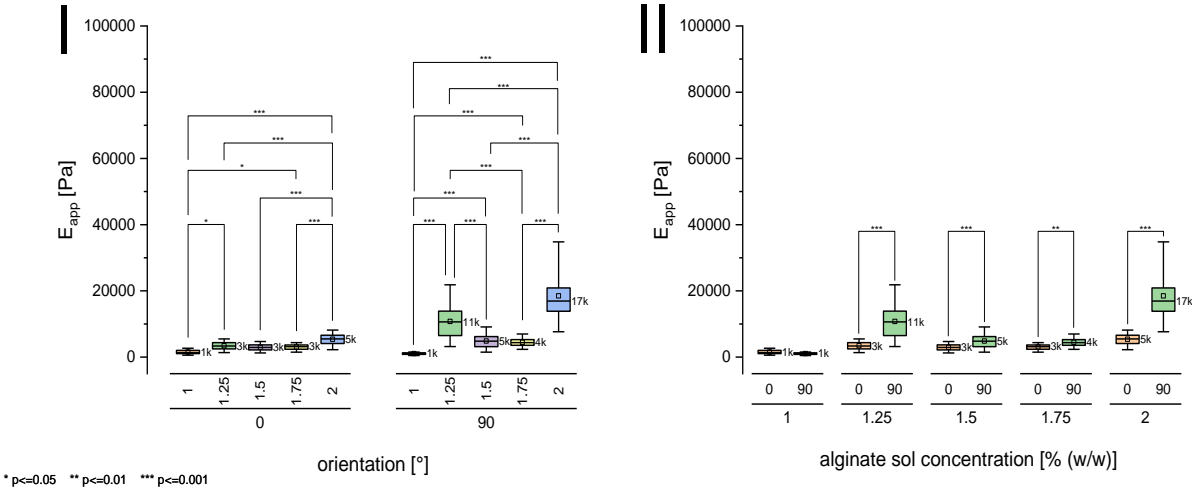 I
100000
80000
60000
40000
20000
0
E_app [Pa]
***
***
*
***
*
***
1k
3k
3k
3k
5k
1
1.25
1.5
1.75
2
0
***
***
***
***
***
***
***
***
***
1k
11k
5k
4k
17k
1
1.25
1.5
1.75
2
90
orientation [°]
* p<=0.05 ** p<=0.01 *** p<=0.001
II
100000
80000
60000
40000
20000
0
E_app [Pa]
***
***
**
***
1k
1k
3k
11k
3k
5k
3k
4k
5k
17k
0 90 0 90 0 90 0 90 0 90
1 1.25 1.5 1.75 2
alginate sol concentration [% (w/w)]